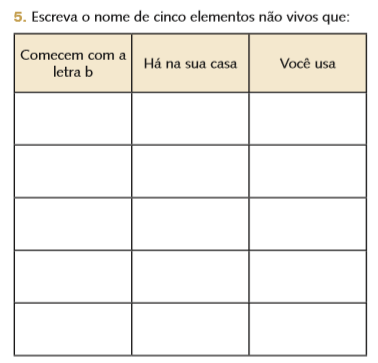 5. Escreva o nome de cinco elementos não vivos que:
Comecem com a
letra b
Há na sua casa
Você usa